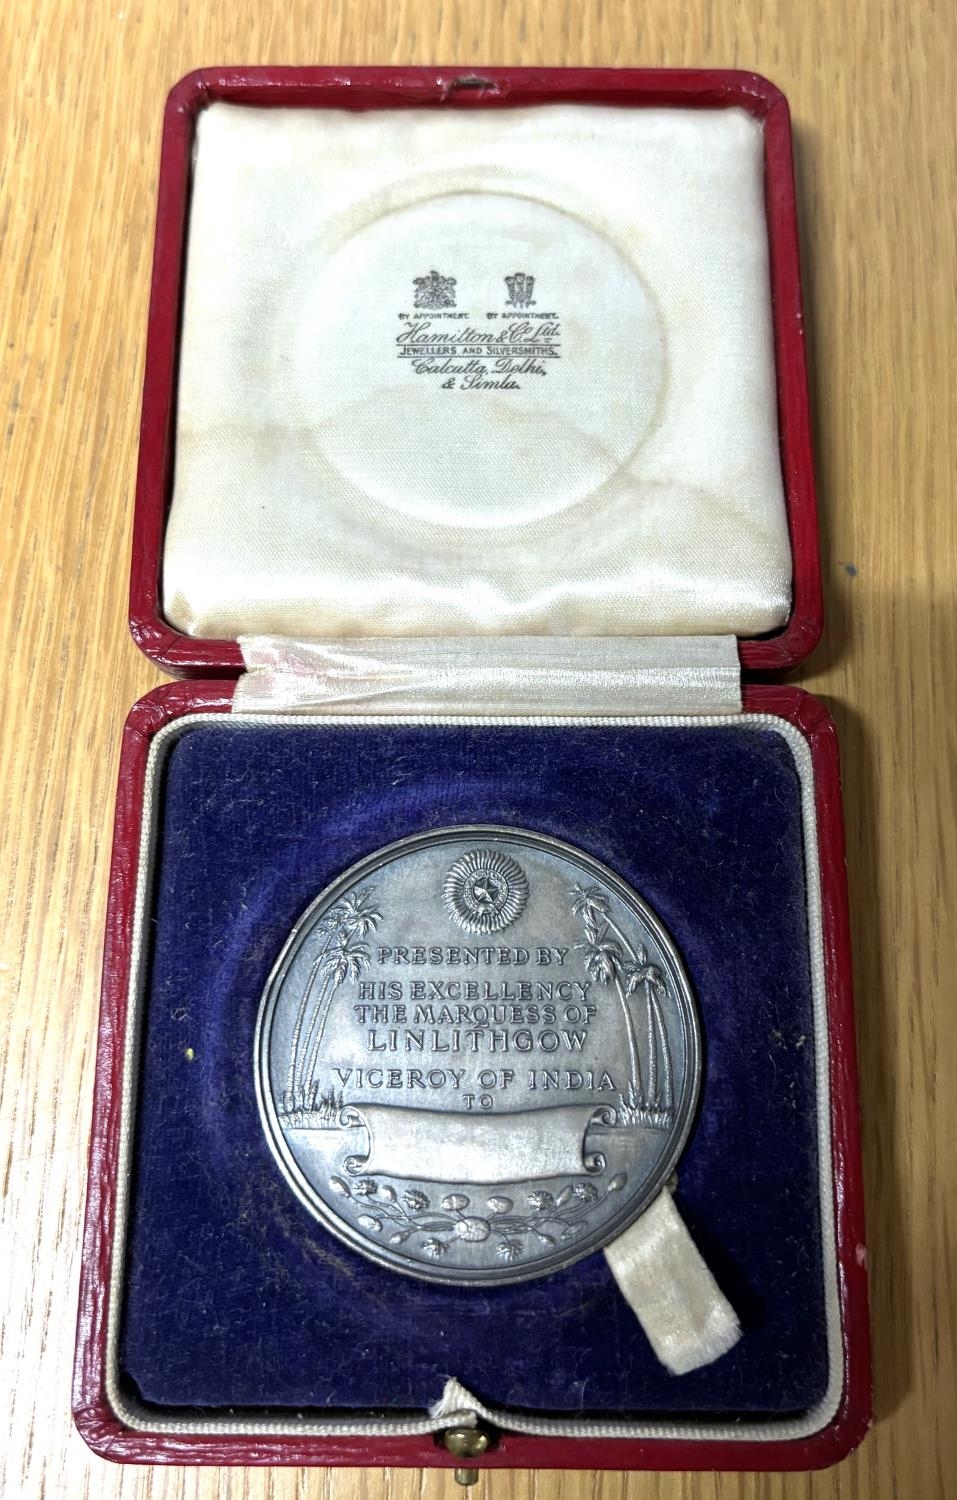 BY APPOINTMENT. BY APPOINTMENT.
Hamilton & Co. Ltd.
JEWELLERS AND SILVERSMITHS.
Calcutta, Delhi,
& Simla.
PRESENTED BY
HIS EXCELLENCY
THE MARQUESS OF
LINLITHGOW
VICEROY OF INDIA
TO